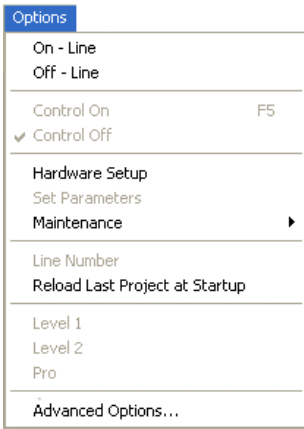 Options
On - Line
Off - Line
Control On F5
Control Off
Hardware Setup
Set Parameters
Maintenance
Line Number
Reload Last Project at Startup
Level 1
Level 2
Pro
Advanced Options...